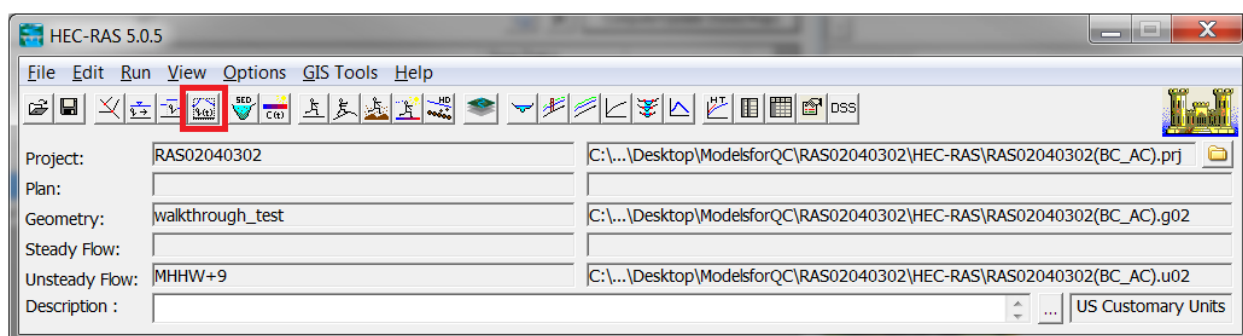 HEC-RAS 5.0.5
File Edit Run View Options GIS Tools Help
SED C(t) HD HT DSS
Project: RAS02040302 C:\...\Desktop\ModelsforQC\RAS02040302\HEC-RAS\RAS02040302(BC_AC).prj
Plan:
Geometry: walkthrough_test C:\...\Desktop\ModelsforQC\RAS02040302\HEC-RAS\RAS02040302(BC_AC).g02
Steady Flow:
Unsteady Flow: MHHW+9 C:\...\Desktop\ModelsforQC\RAS02040302\HEC-RAS\RAS02040302(BC_AC).u02
Description : ... US Customary Units